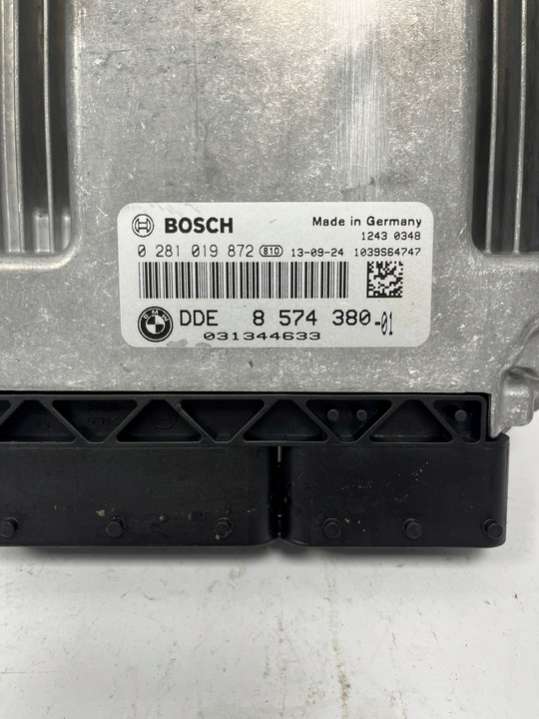 BOSCH Made in Germany
1243 0348
0 281 019 872 810 13-09-24 1039S64747
BMW DDE 8 574 380-01
031344633